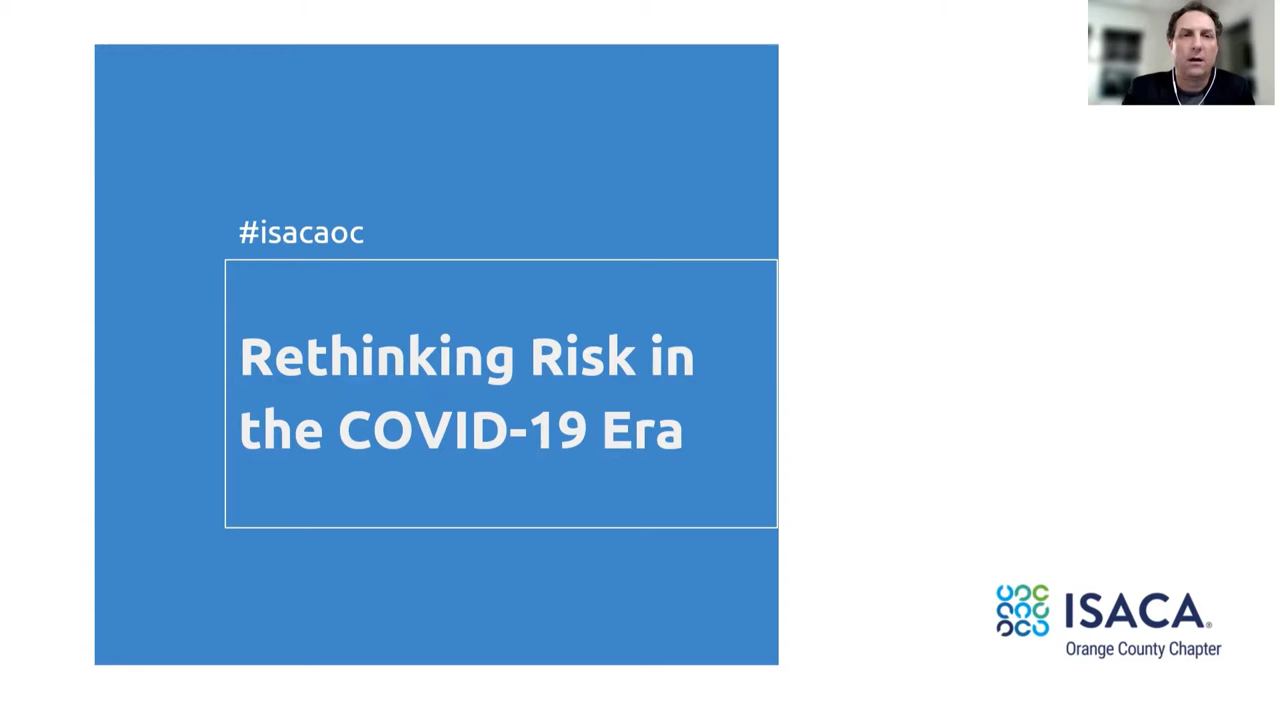 #isacaoc
Rethinking Risk in
the COVID-19 Era
ISACA®
Orange County Chapter